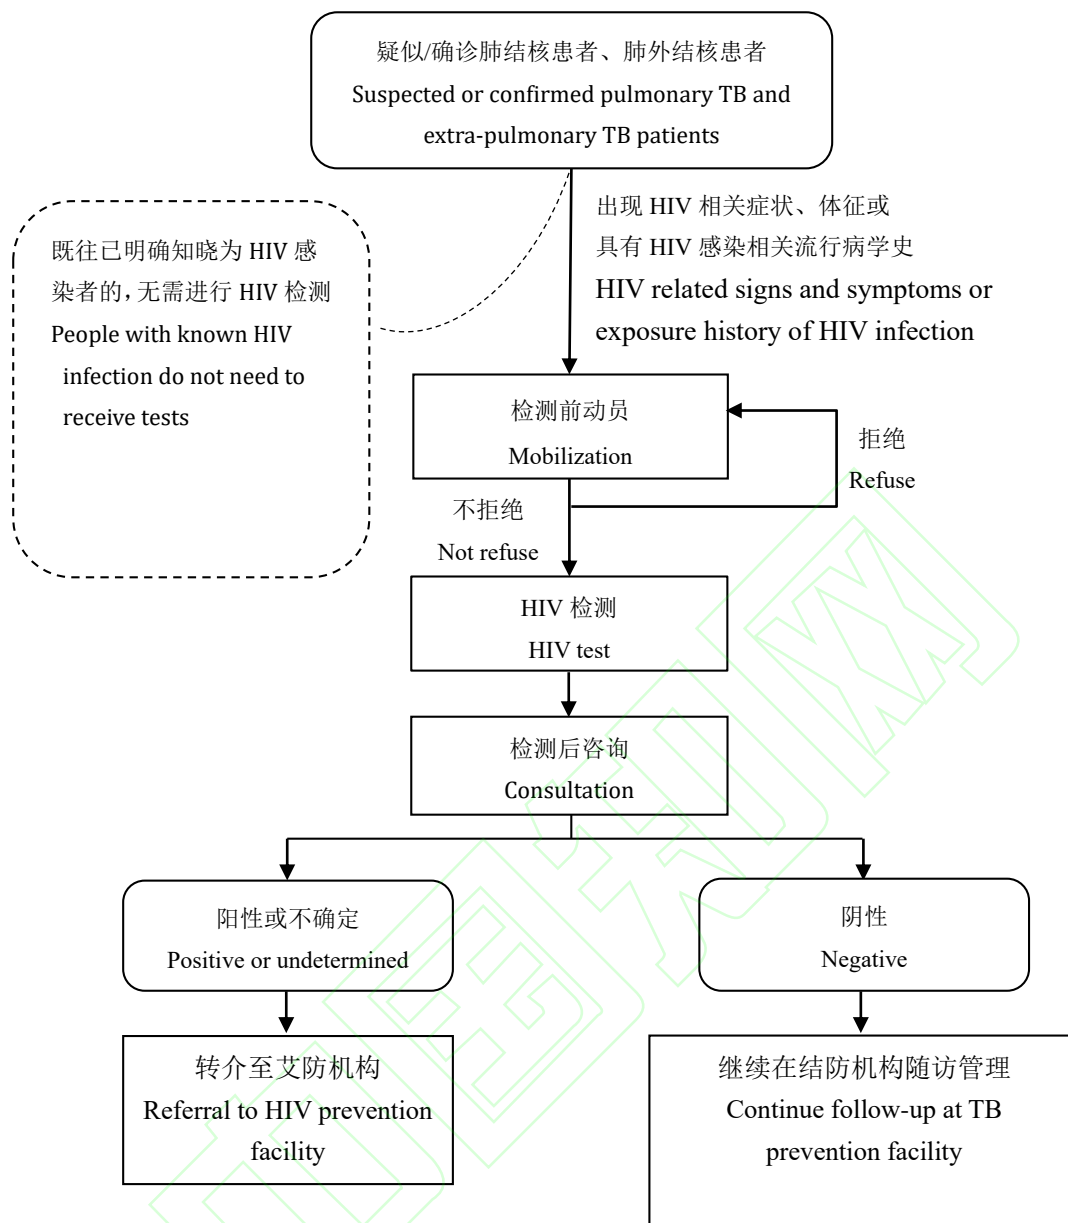 疑似/确诊肺结核患者、肺外结核患者
Suspected or confirmed pulmonary TB and
extra-pulmonary TB patients
出现 HIV 相关症状、体征或
具有 HIV 感染相关流行病学史
HIV related signs and symptoms or
exposure history of HIV infection
既往已明确知晓为 HIV 感
染者的，无需进行 HIV 检测
People with known HIV
infection do not need to
receive tests
检测前动员
Mobilization
拒绝
Refuse
不拒绝
Not refuse
HIV 检测
HIV test
检测后咨询
Consultation
阳性或不确定
Positive or undetermined
阴性
Negative
转介至艾防机构
Referral to HIV prevention
facility
继续在结防机构随访管理
Continue follow-up at TB
prevention facility
中国知网